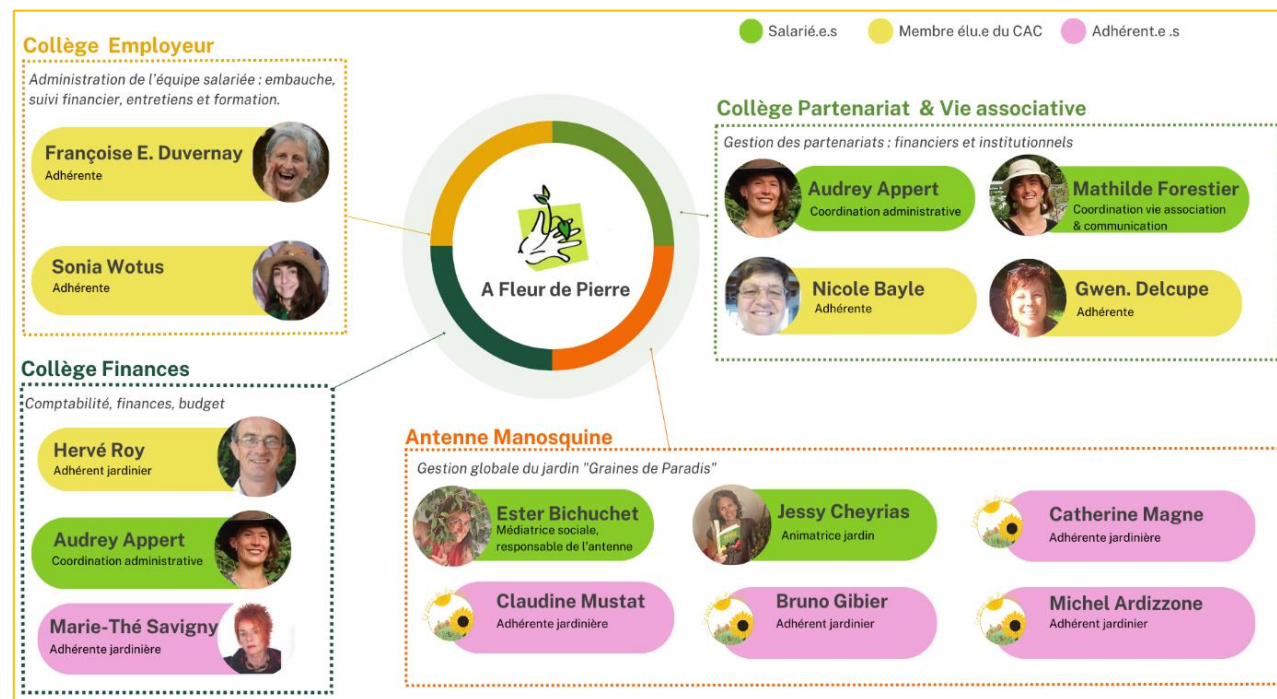 Salarié.e.s
Membre élu.e du CAC
Adhérent.e .s
Collège Employeur
Administration de l'équipe salariée : embauche,
suivi financier, entretiens et formation.
Françoise E. Duvernay
Adhérente
Sonia Wotus
Adhérente
A Fleur de Pierre
Collège Partenariat & Vie associative
Gestion des partenariats : financiers et institutionnels
Audrey Appert
Coordination administrative
Mathilde Forestier
Coordination vie association
& communication
Nicole Bayle
Adhérente
Gwen. Delcupe
Adhérente
Collège Finances
Comptabilité, finances, budget
Hervé Roy
Adhérent jardinier
Audrey Appert
Coordination administrative
Marie-Thé Savigny
Adhérente jardinière
Antenne Manosquine
Gestion globale du jardin "Graines de Paradis"
Ester Bichuchet
Médiatrice sociale,
responsable de l'antenne
Jessy Cheyrias
Animatrice jardin
Catherine Magne
Adhérente jardinière
Claudine Mustat
Adhérente jardinière
Bruno Gibier
Adhérent jardinier
Michel Ardizzone
Adhérent jardinier